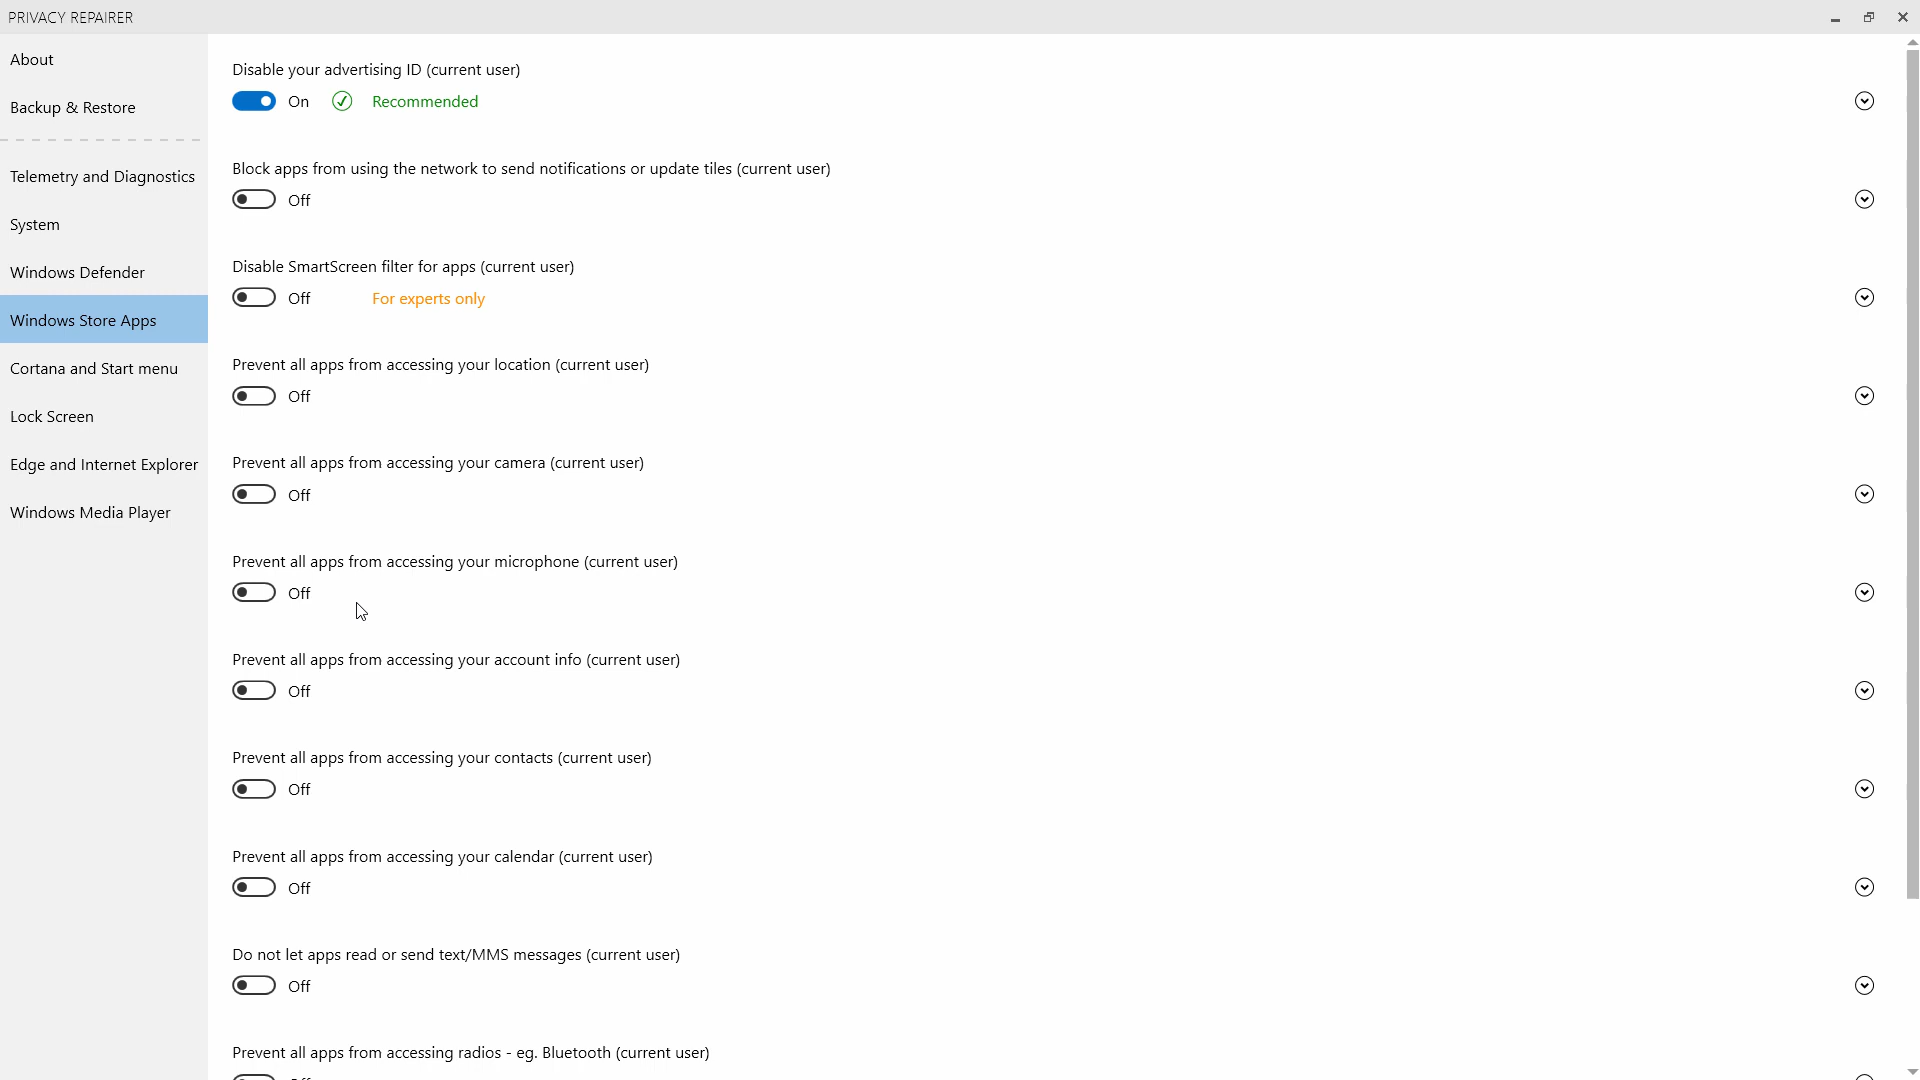 PRIVACY REPAIRER
About
Backup & Restore
Telemetry and Diagnostics
System
Windows Defender
Windows Store Apps
Cortana and Start menu
Lock Screen
Edge and Internet Explorer
Windows Media Player
Disable your advertising ID (current user)
On Recommended
Block apps from using the network to send notifications or update tiles (current user)
Off
Disable SmartScreen filter for apps (current user)
Off For experts only
Prevent all apps from accessing your location (current user)
Off
Prevent all apps from accessing your camera (current user)
Off
Prevent all apps from accessing your microphone (current user)
Off
Prevent all apps from accessing your account info (current user)
Off
Prevent all apps from accessing your contacts (current user)
Off
Prevent all apps from accessing your calendar (current user)
Off
Do not let apps read or send text/MMS messages (current user)
Off
Prevent all apps from accessing radios - eg. Bluetooth (current user)